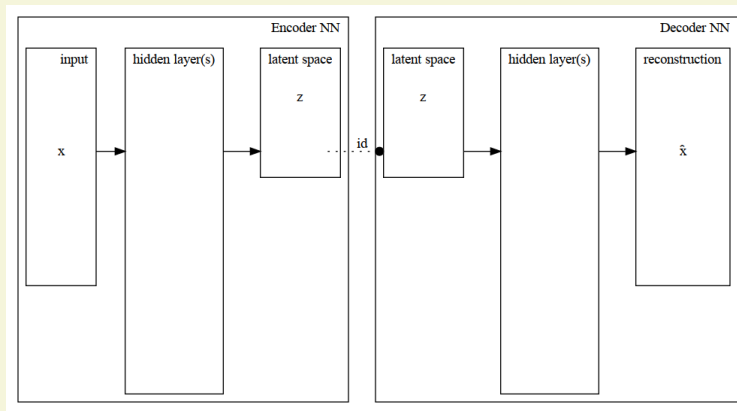 Encoder NN
input
hidden layer(s)
latent space
z
x
id
Decoder NN
latent space
hidden layer(s)
reconstruction
z
x̂